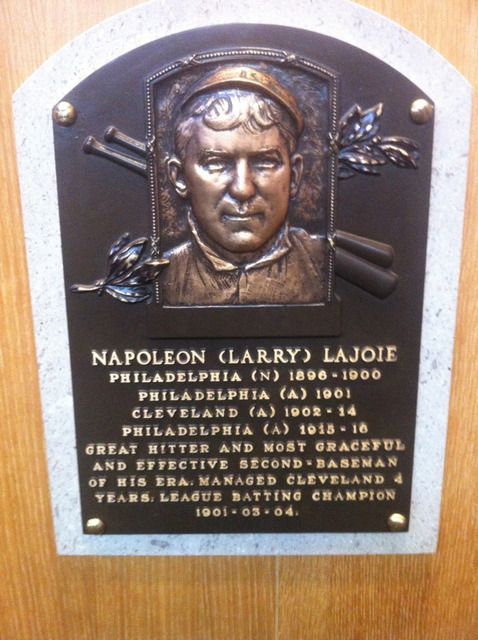 NAPOLEON (LARRY) LAJOIE
PHILADELPHIA (N) 1896-1900
PHILADELPHIA (A) 1901
CLEVELAND (A) 1902-14
PHILADELPHIA (A) 1915-16
GREAT HITTER AND MOST GRACEFUL
AND EFFECTIVE SECOND-BASEMAN
OF HIS ERA. MANAGED CLEVELAND 4
YEARS. LEAGUE BATTING CHAMPION
1901-03-04.